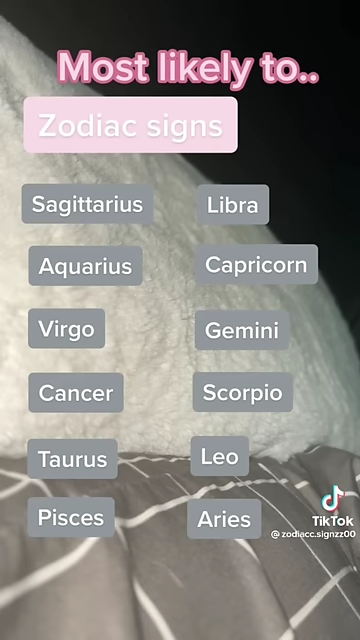 Most likely to..
Zodiac signs
Sagittarius
Libra
Aquarius
Capricorn
Virgo
Gemini
Cancer
Scorpio
Taurus
Leo
Pisces
Aries
TikTok
@zodiacc.signzz00